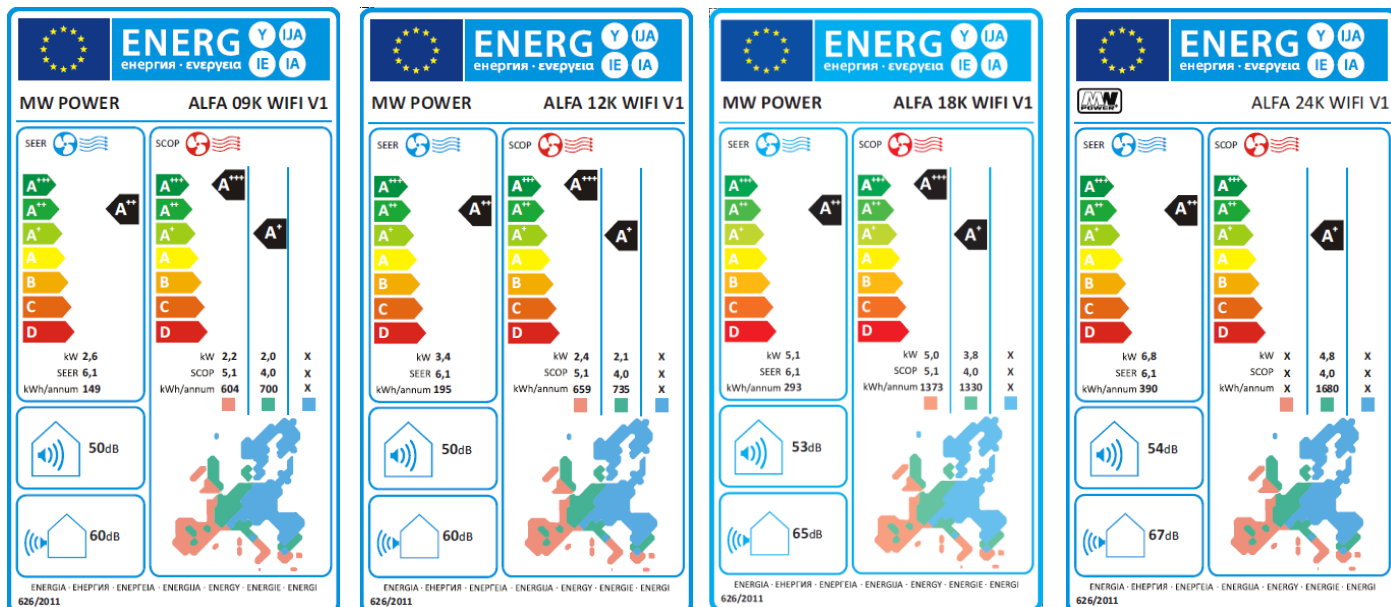 ENERG Y IJA
енергия · ενεργεια IE IA
MW POWER ALFA 09K WIFI V1
SEER SCOP
A+++ A+++ A+++
A++ A++ A++
A+ A+ A+
A A
B B
C C
D D
kW 2,6 kW 2,2 2,0 X
SEER 6,1 SCOP 5,1 4,0 X
kWh/annum 149 kWh/annum 604 700 X
50dB
60dB
ENERGIA · ЕНЕРГИЯ · ΕΝΕΡΓΕΙΑ · ENERGIJA · ENERGY · ENERGIE · ENERGI
626/2011
ENERG Y IJA
енергия · ενεργεια IE IA
MW POWER ALFA 12K WIFI V1
SEER SCOP
A+++ A+++ A+++
A++ A++ A++
A+ A+ A+
A A
B B
C C
D D
kW 3,4 kW 2,4 2,1 X
SEER 6,1 SCOP 5,1 4,0 X
kWh/annum 195 kWh/annum 659 735 X
50dB
60dB
ENERGIA · ЕНЕРГИЯ · ΕΝΕΡΓΕΙΑ · ENERGIJA · ENERGY · ENERGIE · ENERGI
626/2011
ENERG Y IJA
енергия · ενεργεια IE IA
MW POWER ALFA 18K WIFI V1
SEER SCOP
A+++ A+++ A+++
A++ A++ A++
A+ A+ A+
A A
B B
C C
D D
kW 5,1 kW 5,0 3,8 X
SEER 6,1 SCOP 5,1 4,0 X
kWh/annum 293 kWh/annum 1373 1330 X
53dB
65dB
ENERGIA · ЕНЕРГИЯ · ΕΝΕΡΓΕΙΑ · ENERGIJA · ENERGY · ENERGIE · ENERGI
626/2011
ENERG Y IJA
енергия · ενεργεια IE IA
MW POWER ALFA 24K WIFI V1
SEER SCOP
A+++ A+++
A++ A++ A++
A+ A+ A+
A A
B B
C C
D D
kW 6,8 kW X 4,8 X
SEER 6,1 SCOP X 4,0 X
kWh/annum 390 kWh/annum X 1680 X
54dB
67dB
ENERGIA · ЕНЕРГИЯ · ΕΝΕΡΓΕΙΑ · ENERGIJA · ENERGY · ENERGIE · ENERGI
626/2011